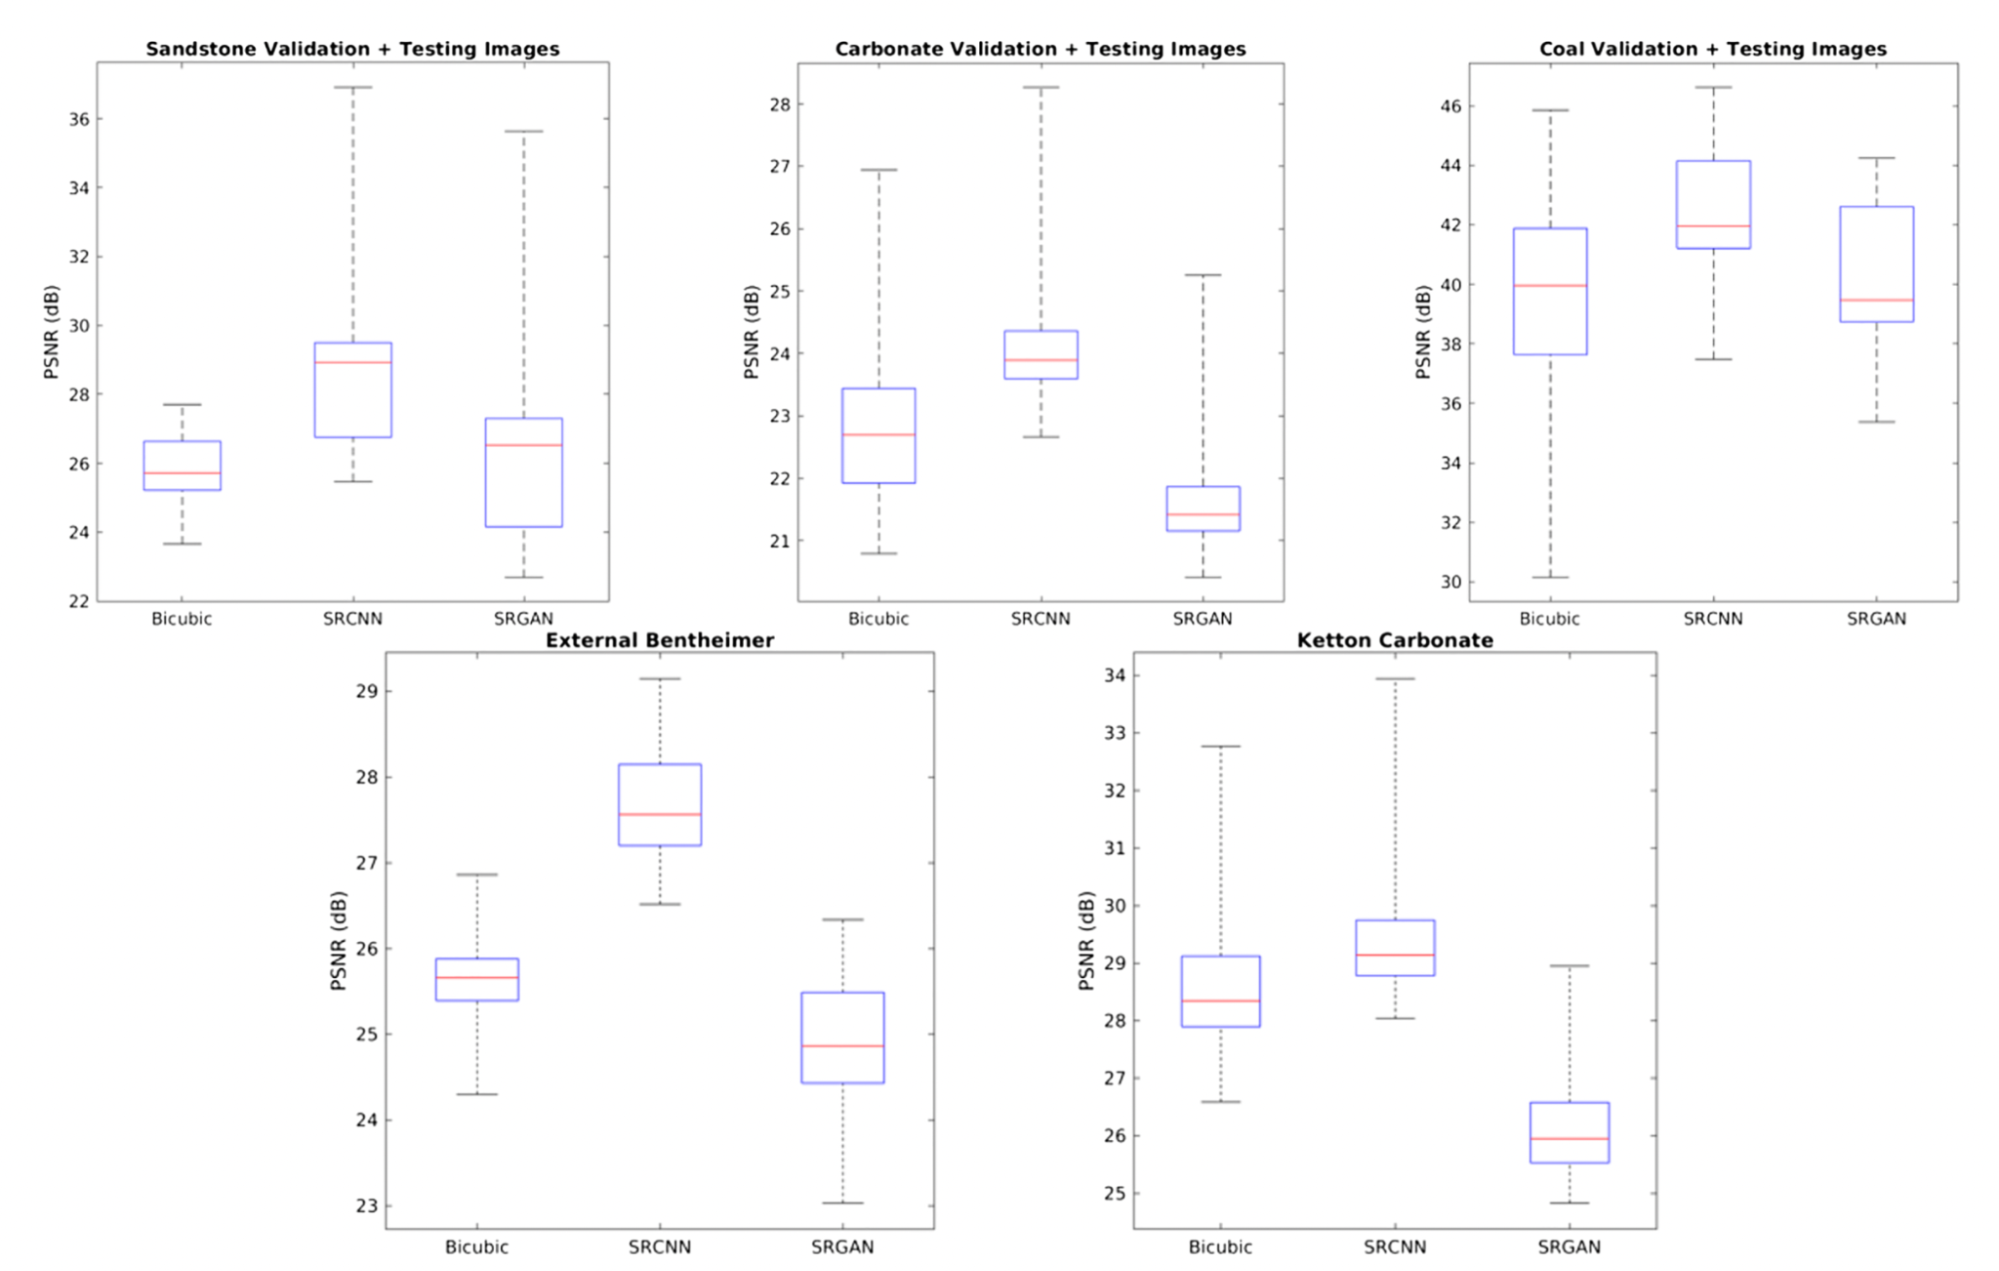 Sandstone Validation + Testing Images
PSNR (dB)
36
34
32
30
28
26
24
22
Bicubic SRCNN SRGAN
Carbonate Validation + Testing Images
PSNR (dB)
28
27
26
25
24
23
22
21
Bicubic SRCNN SRGAN
Coal Validation + Testing Images
PSNR (dB)
46
44
42
40
38
36
34
32
30
Bicubic SRCNN SRGAN
External Bentheimer
PSNR (dB)
29
28
27
26
25
24
23
Bicubic SRCNN SRGAN
Ketton Carbonate
PSNR (dB)
34
33
32
31
30
29
28
27
26
25
Bicubic SRCNN SRGAN